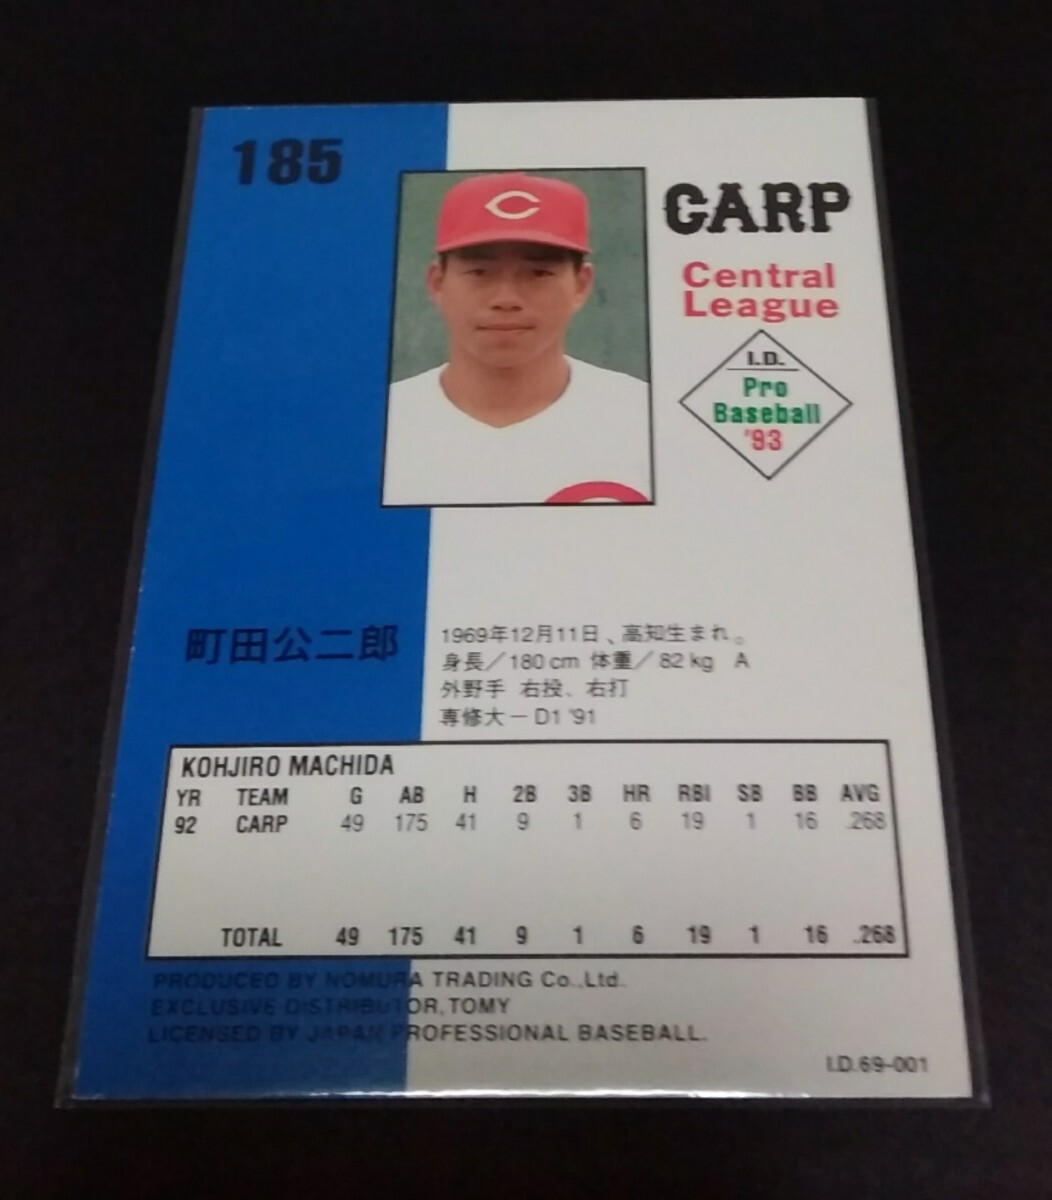 185
C
CARP
Central
League
I.D.
Pro
Baseball
'93
町田公二郎
1969年12月11日、高知生まれ。
身長/180cm 体重/82kg A
外野手 右投、右打
専修大－D1 '91
KOHJIRO MACHIDA
YR TEAM G AB H 2B 3B HR RBI SB BB AVG
92 CARP 49 175 41 9 1 6 19 1 16 .268
TOTAL 49 175 41 9 1 6 19 1 16 .268
PRODUCED BY NOMURA TRADING Co.,Ltd.
EXCLUSIVE DISTRIBUTOR, TOMY
LICENSED BY JAPAN PROFESSIONAL BASEBALL.
I.D.69-001